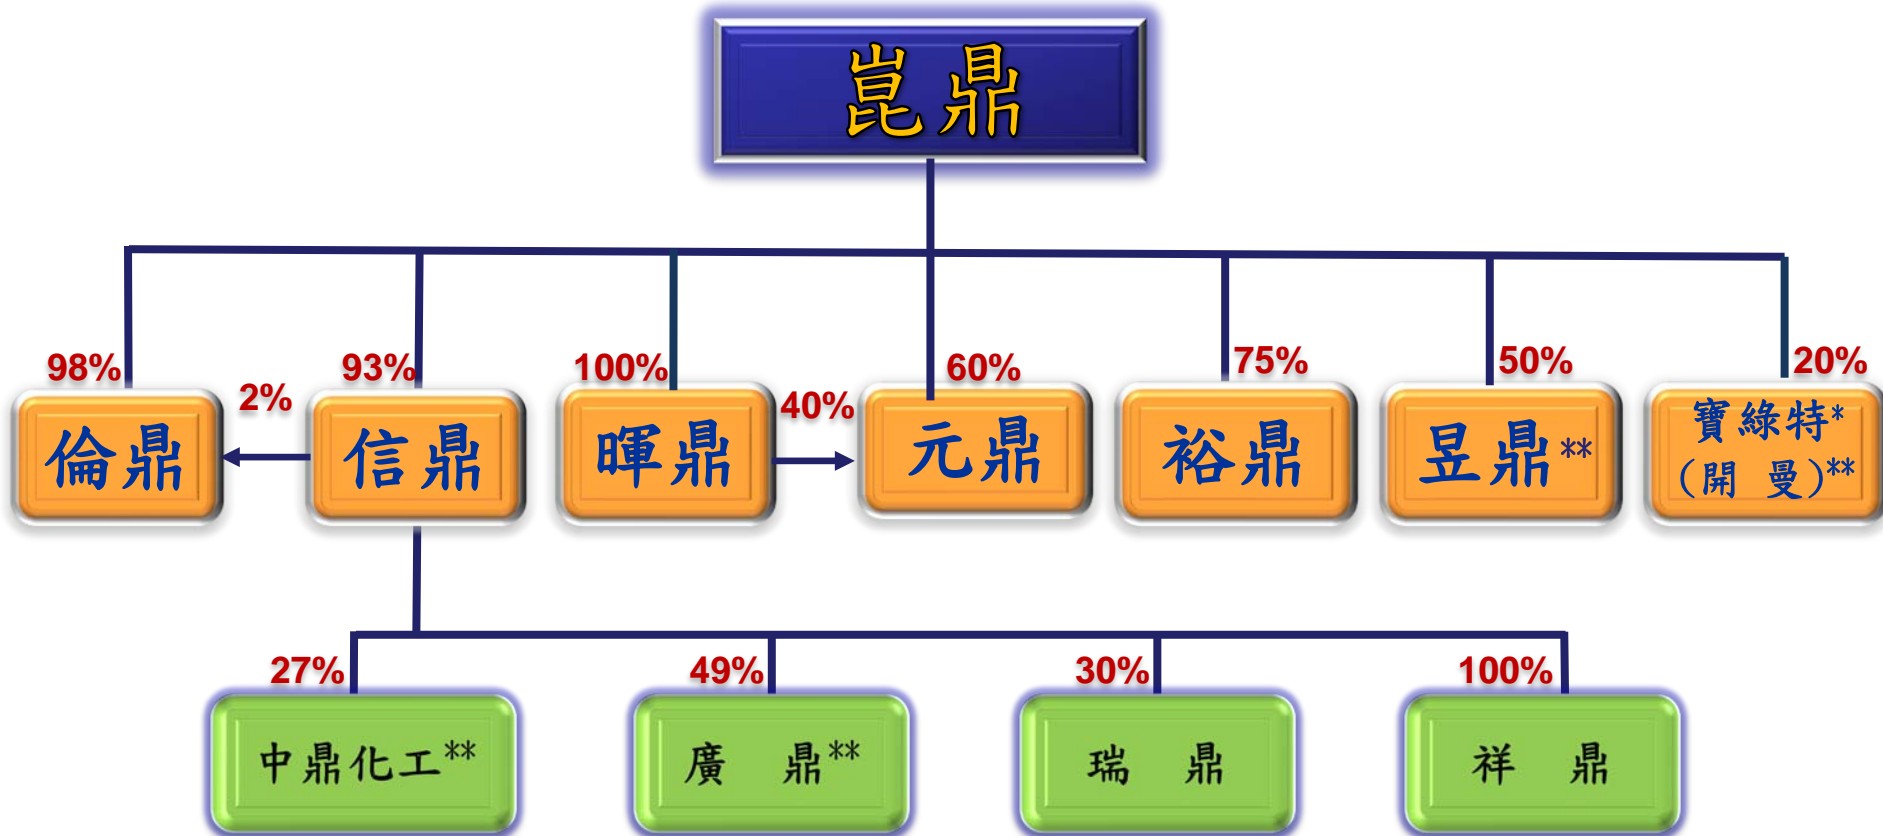 崑鼎
98%
2%
93%
100%
40%
60%
75%
50%
20%
倫鼎
信鼎
暉鼎
元鼎
裕鼎
昱鼎**
寶綠特*
(開 曼)**
27%
49%
30%
100%
中鼎化工**
廣 鼎**
瑞 鼎
祥 鼎